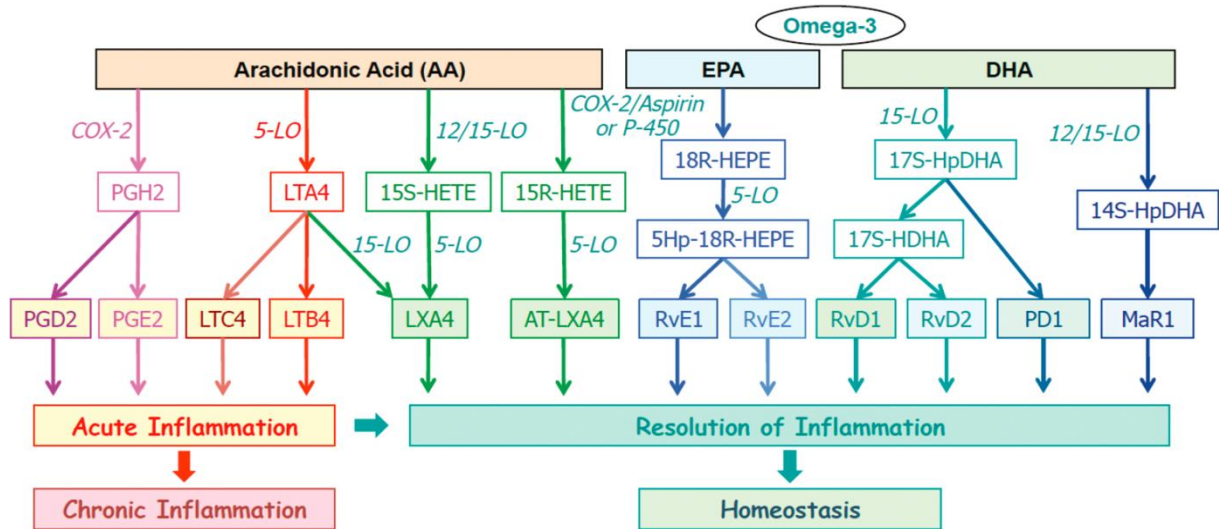 Omega-3
Arachidonic Acid (AA)
EPA
DHA
COX-2
5-LO
12/15-LO
COX-2/Aspirin
or P-450
15-LO
12/15-LO
PGH2
LTA4
15S-HETE
15R-HETE
18R-HEPE
17S-HpDHA
5-LO
14S-HpDHA
15-LO
5-LO
5-LO
5Hp-18R-HEPE
17S-HDHA
PGD2
PGE2
LTC4
LTB4
LXA4
AT-LXA4
RvE1
RvE2
RvD1
RvD2
PD1
MaR1
Acute Inflammation
Resolution of Inflammation
Chronic Inflammation
Homeostasis